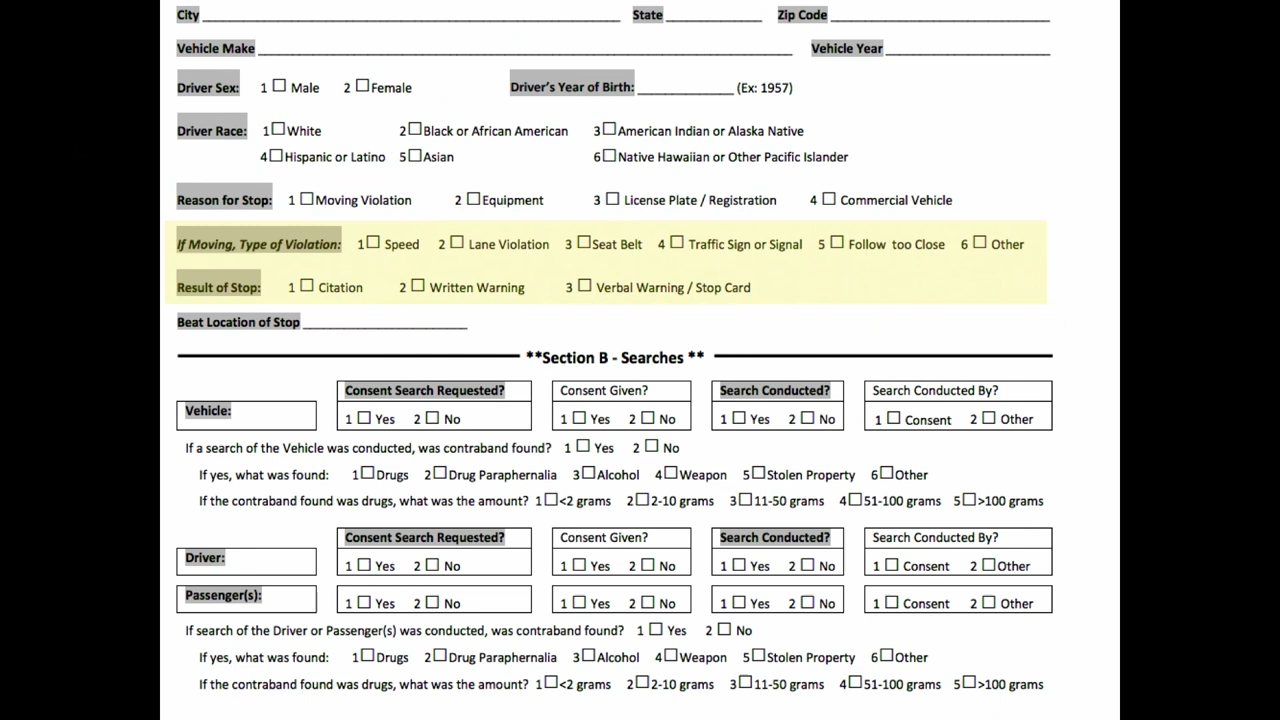 City ____ State ____ Zip Code ____
Vehicle Make ____ Vehicle Year ____
Driver Sex: 1 ☐ Male 2 ☐ Female Driver's Year of Birth: ____ (Ex: 1957)
Driver Race: 1 ☐ White 2 ☐ Black or African American 3 ☐ American Indian or Alaska Native
4 ☐ Hispanic or Latino 5 ☐ Asian 6 ☐ Native Hawaiian or Other Pacific Islander
Reason for Stop: 1 ☐ Moving Violation 2 ☐ Equipment 3 ☐ License Plate / Registration 4 ☐ Commercial Vehicle
If Moving, Type of Violation: 1 ☐ Speed 2 ☐ Lane Violation 3 ☐ Seat Belt 4 ☐ Traffic Sign or Signal 5 ☐ Follow too Close 6 ☐ Other
Result of Stop: 1 ☐ Citation 2 ☐ Written Warning 3 ☐ Verbal Warning / Stop Card
Beat Location of Stop ____
**Section B - Searches **
Consent Search Requested? Consent Given? Search Conducted? Search Conducted By?
Vehicle: 1 ☐ Yes 2 ☐ No 1 ☐ Yes 2 ☐ No 1 ☐ Yes 2 ☐ No 1 ☐ Consent 2 ☐ Other
If a search of the Vehicle was conducted, was contraband found? 1 ☐ Yes 2 ☐ No
If yes, what was found: 1 ☐ Drugs 2 ☐ Drug Paraphernalia 3 ☐ Alcohol 4 ☐ Weapon 5 ☐ Stolen Property 6 ☐ Other
If the contraband found was drugs, what was the amount? 1 ☐ <2 grams 2 ☐ 2-10 grams 3 ☐ 11-50 grams 4 ☐ 51-100 grams 5 ☐ >100 grams
Consent Search Requested? Consent Given? Search Conducted? Search Conducted By?
Driver: 1 ☐ Yes 2 ☐ No 1 ☐ Yes 2 ☐ No 1 ☐ Yes 2 ☐ No 1 ☐ Consent 2 ☐ Other
Passenger(s): 1 ☐ Yes 2 ☐ No 1 ☐ Yes 2 ☐ No 1 ☐ Yes 2 ☐ No 1 ☐ Consent 2 ☐ Other
If search of the Driver or Passenger(s) was conducted, was contraband found? 1 ☐ Yes 2 ☐ No
If yes, what was found: 1 ☐ Drugs 2 ☐ Drug Paraphernalia 3 ☐ Alcohol 4 ☐ Weapon 5 ☐ Stolen Property 6 ☐ Other
If the contraband found was drugs, what was the amount? 1 ☐ <2 grams 2 ☐ 2-10 grams 3 ☐ 11-50 grams 4 ☐ 51-100 grams 5 ☐ >100 grams